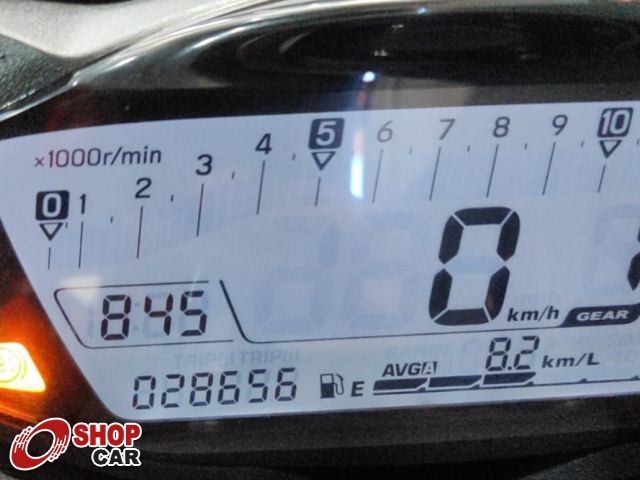 ×1000r/min
0 1 2 3 4 5 6 7 8 9 10
0
km/h GEAR
845
AVG A 8.2 km/L
028656 E
SHOP
CAR